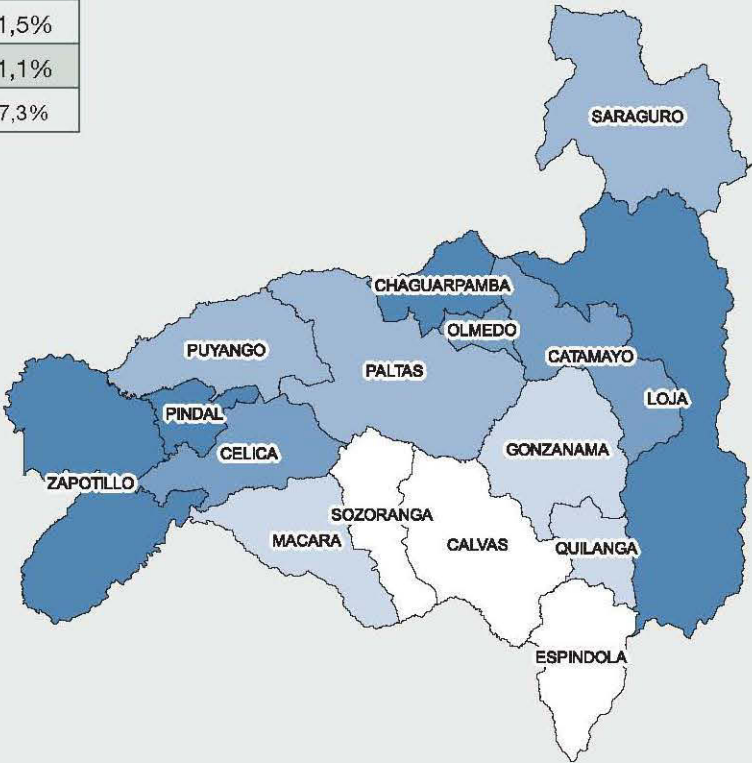 1,5%
1,1%
7,3%
SARAGURO
CHAGUARPAMBA
OLMEDO
PUYANGO
CATAMAYO
PALTAS
LOJA
PINDAL
GONZANAMA
CELICA
ZAPOTILLO
SOZORANGA
MACARA
CALVAS
QUILANGA
ESPINDOLA